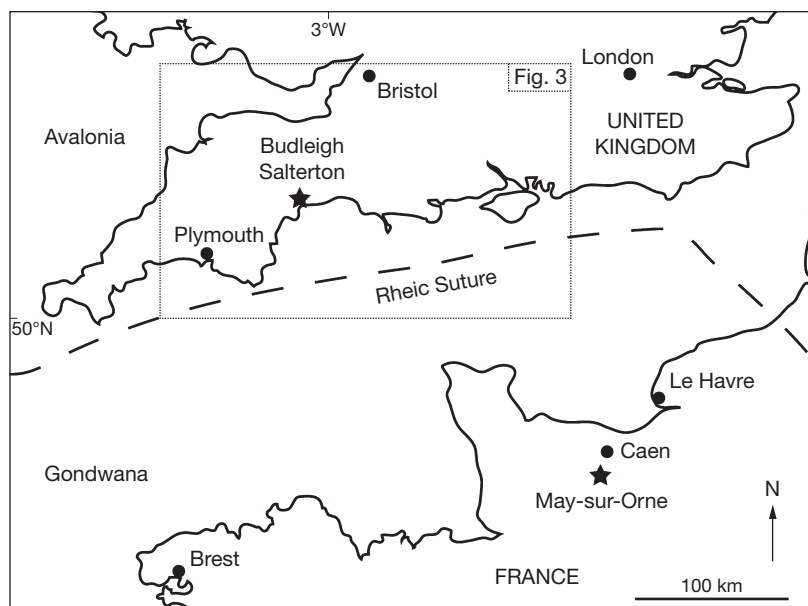 3°W
Fig. 3
London
Bristol
UNITED
KINGDOM
Avalonia
Budleigh
Salterton
Plymouth
Rheic Suture
50°N
Le Havre
Caen
Gondwana
May-sur-Orne
N
Brest
FRANCE
100 km